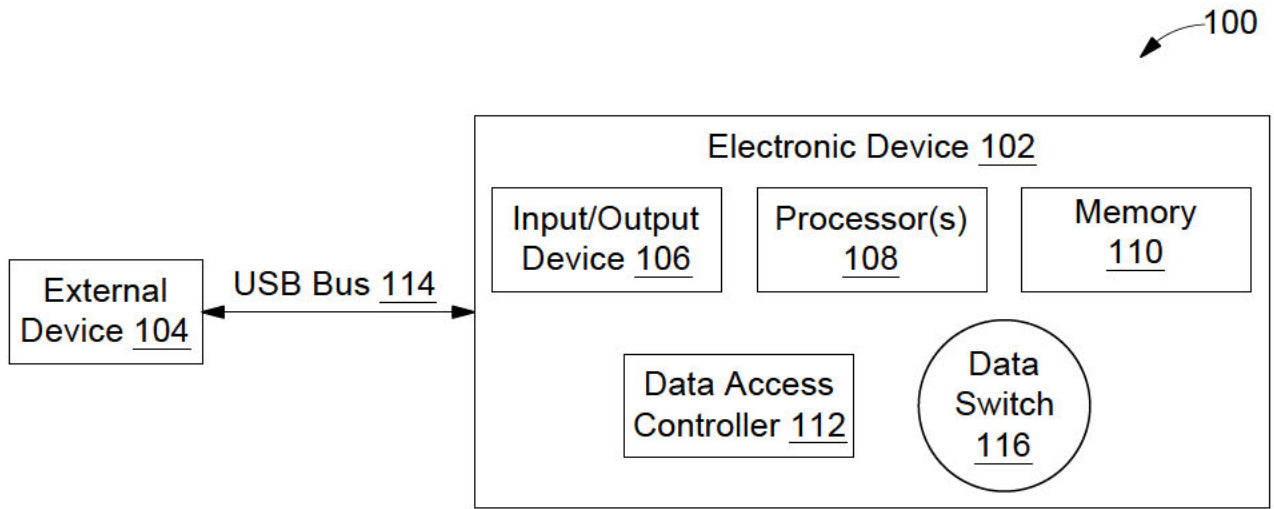 100
Electronic Device 102
Input/Output
Device 106
Processor(s)
108
Memory
110
External
Device 104
USB Bus 114
Data Access
Controller 112
Data
Switch
116